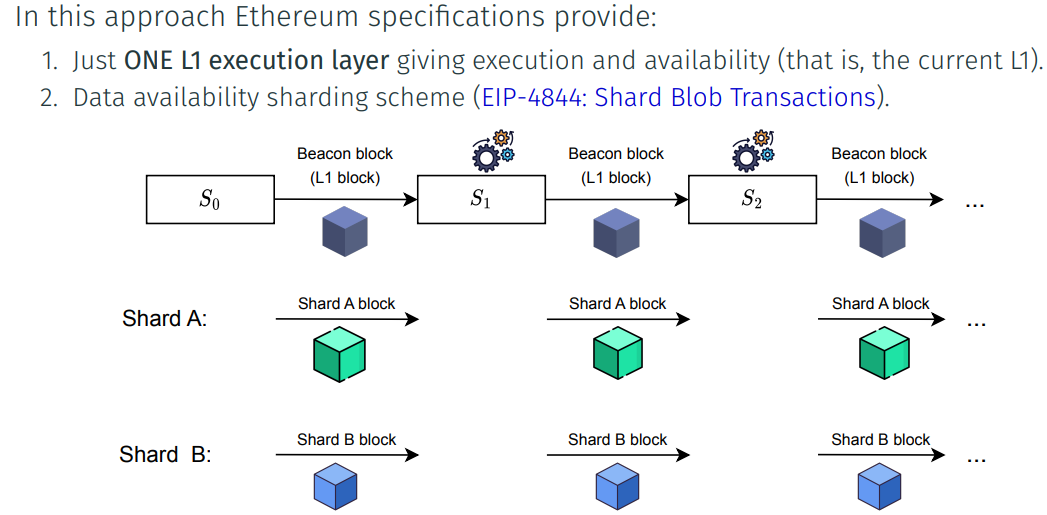 In this approach Ethereum specifications provide:
1. Just ONE L1 execution layer giving execution and availability (that is, the current L1).
2. Data availability sharding scheme (EIP-4844: Shard Blob Transactions).
Beacon block Beacon block Beacon block
(L1 block) (L1 block) (L1 block)
S0 S1 S2 ...
Shard A block Shard A block Shard A block
Shard A: ...
Shard B block Shard B block Shard B block
Shard B: ...